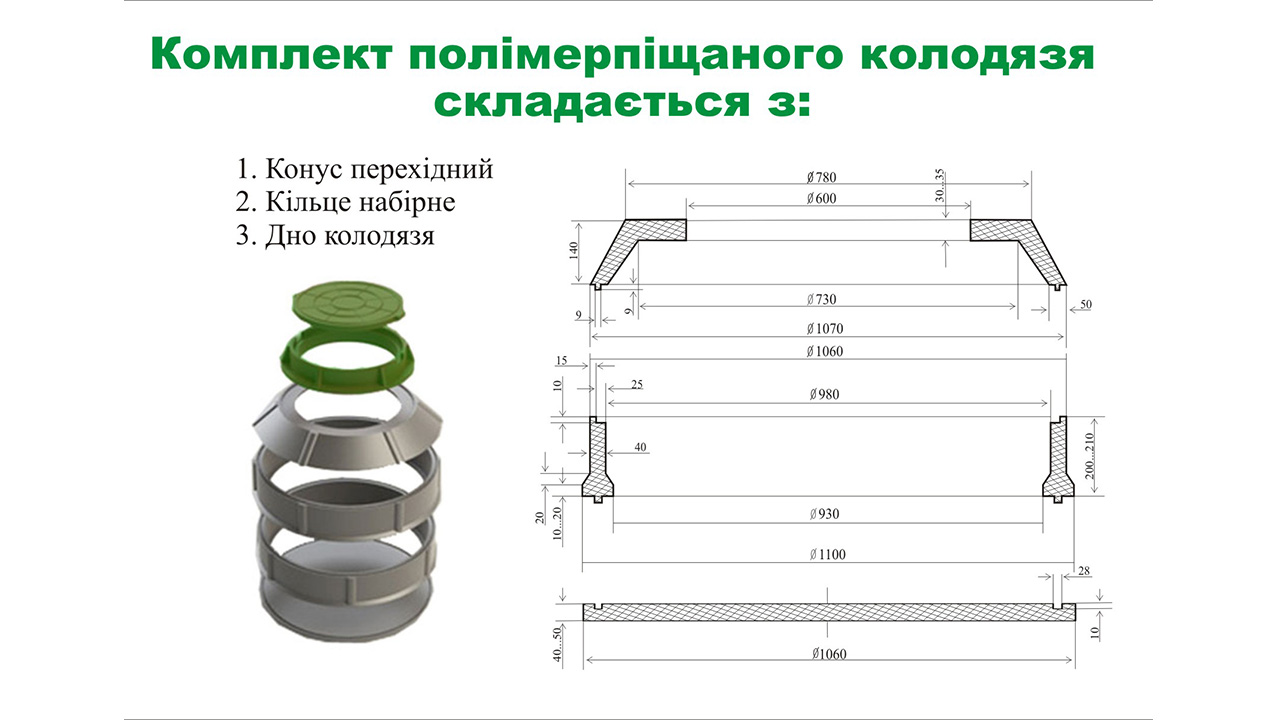 Комплект полімерпіщаного колодязя
складається з:
1. Конус перехідний
2. Кільце набірне
3. Дно колодязя
Ø780
Ø600
30...35
140
9
9
Ø730
50
Ø1070
Ø1060
15
10
25
Ø980
40
200...210
20
10...20
Ø930
Ø1100
28
40...50
10
Ø1060